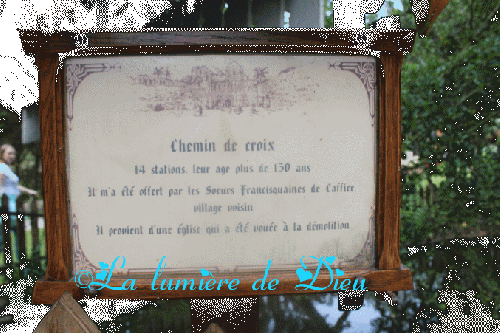 Chemin de croix
14 stations, leur age plus de 150 ans
Il m'a été offert par les Soeurs Francisquaines de Caffier
village voisin
Il provient d'une église qui a été vouée à la démolition
©La lumière de Dieu